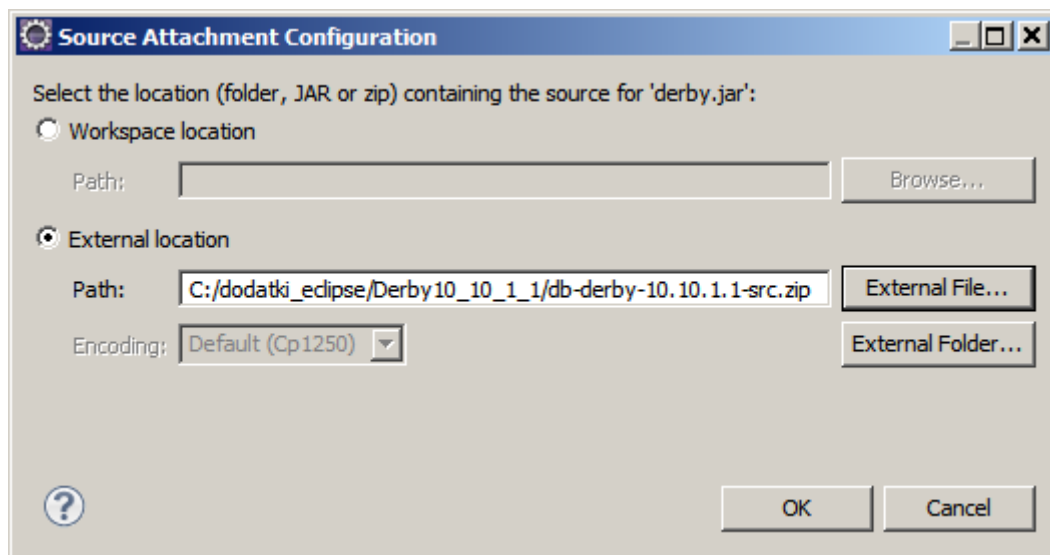 Source Attachment Configuration
Select the location (folder, JAR or zip) containing the source for 'derby.jar':
Workspace location
Path: Browse...
External location
Path: C:/dodatki_eclipse/Derby10_10_1_1/db-derby-10.10.1.1-src.zip External File...
Encoding: Default (Cp1250) External Folder...
? OK Cancel